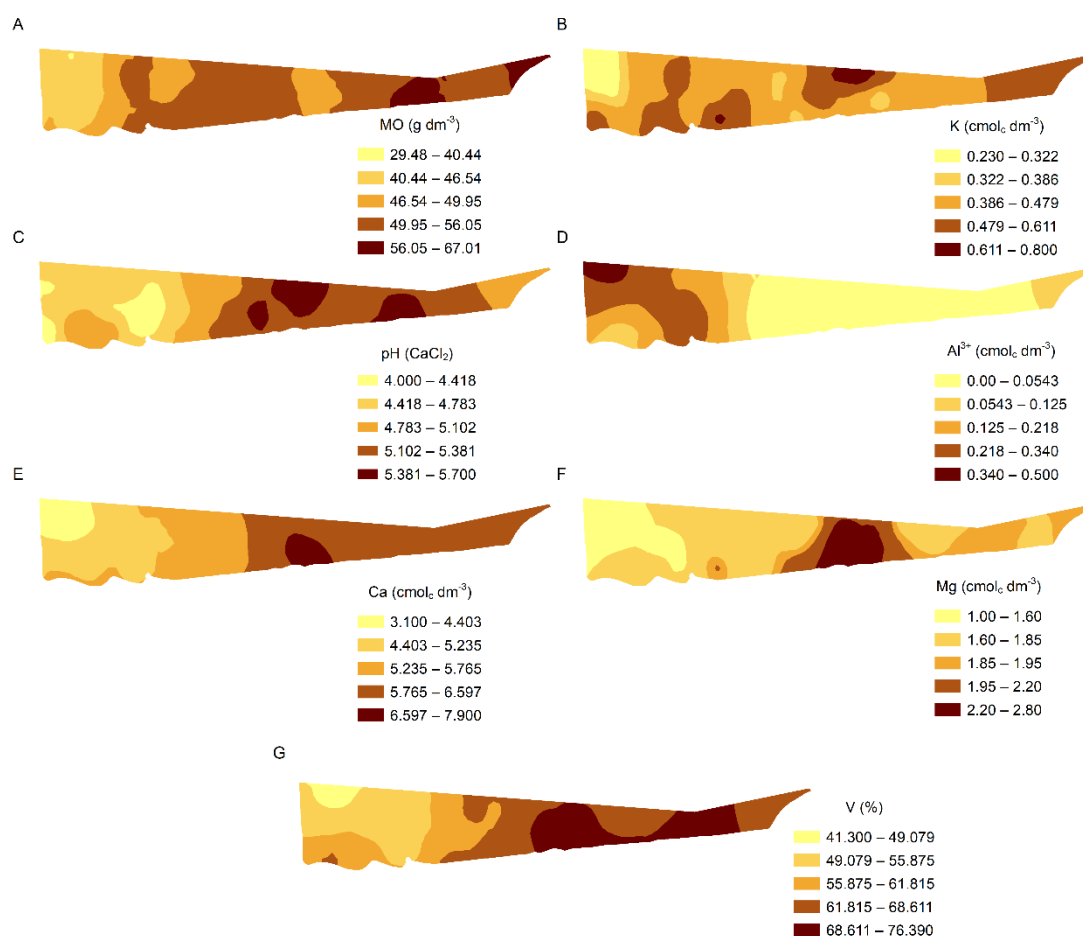 A
MO (g dm⁻³)
29.48 – 40.44
40.44 – 46.54
46.54 – 49.95
49.95 – 56.05
56.05 – 67.01
B
K (cmolc dm⁻³)
0.230 – 0.322
0.322 – 0.386
0.386 – 0.479
0.479 – 0.611
0.611 – 0.800
C
pH (CaCl₂)
4.000 – 4.418
4.418 – 4.783
4.783 – 5.102
5.102 – 5.381
5.381 – 5.700
D
Al³⁺ (cmolc dm⁻³)
0.00 – 0.0543
0.0543 – 0.125
0.125 – 0.218
0.218 – 0.340
0.340 – 0.500
E
Ca (cmolc dm⁻³)
3.100 – 4.403
4.403 – 5.235
5.235 – 5.765
5.765 – 6.597
6.597 – 7.900
F
Mg (cmolc dm⁻³)
1.00 – 1.60
1.60 – 1.85
1.85 – 1.95
1.95 – 2.20
2.20 – 2.80
G
V (%)
41.300 – 49.079
49.079 – 55.875
55.875 – 61.815
61.815 – 68.611
68.611 – 76.390